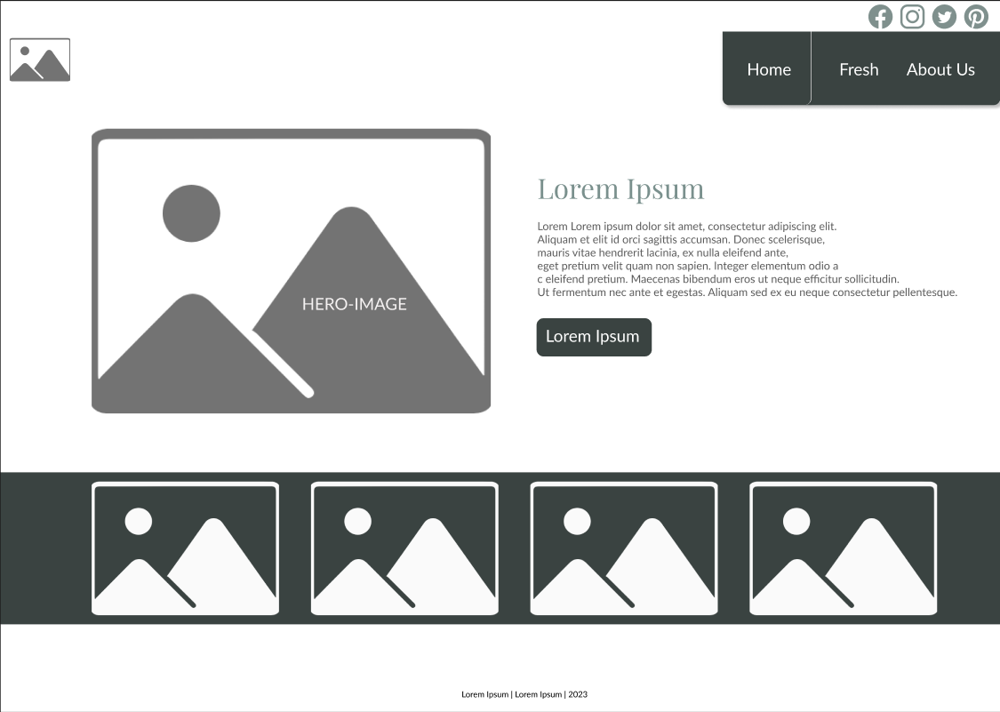 Home Fresh About Us
HERO-IMAGE
Lorem Ipsum
Lorem Lorem ipsum dolor sit amet, consectetur adipiscing elit.
Aliquam et elit id orci sagittis accumsan. Donec scelerisque,
mauris vitae hendrerit lacinia, ex nulla eleifend ante,
eget pretium velit quam non sapien. Integer elementum odio a
c eleifend pretium. Maecenas bibendum eros ut neque efficitur sollicitudin.
Ut fermentum nec ante et egestas. Aliquam sed ex eu neque consectetur pellentesque.
Lorem Ipsum
Lorem Ipsum | Lorem Ipsum | 2023